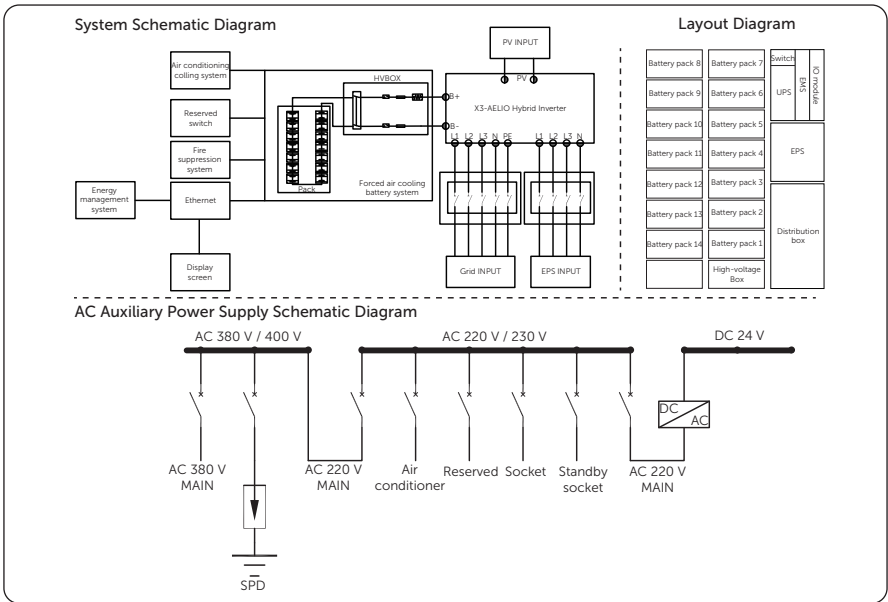 System Schematic Diagram
Layout Diagram
Air conditioning
colling system
Reserved
switch
Fire
suppression
system
Energy
management
system
Ethernet
Display
screen
HVBOX
Pack
Forced air cooling
battery system
PV INPUT
PV
B+
B-
X3-AELIO Hybrid Inverter
L1 L2 L3 N PE
L1 L2 L3 N
Grid INPUT
EPS INPUT
Battery pack 8
Battery pack 7
Battery pack 9
Battery pack 6
Battery pack 10
Battery pack 5
Battery pack 11
Battery pack 4
Battery pack 12
Battery pack 3
Battery pack 13
Battery pack 2
Battery pack 14
Battery pack 1
High-voltage
Box
Switch
UPS
EMS
IO module
EPS
Distribution
box
AC Auxiliary Power Supply Schematic Diagram
AC 380 V / 400 V
AC 220 V / 230 V
DC 24 V
DC
AC
AC 380 V
MAIN
AC 220 V
MAIN
Air
conditioner
Reserved
Socket
Standby
socket
AC 220 V
MAIN
SPD